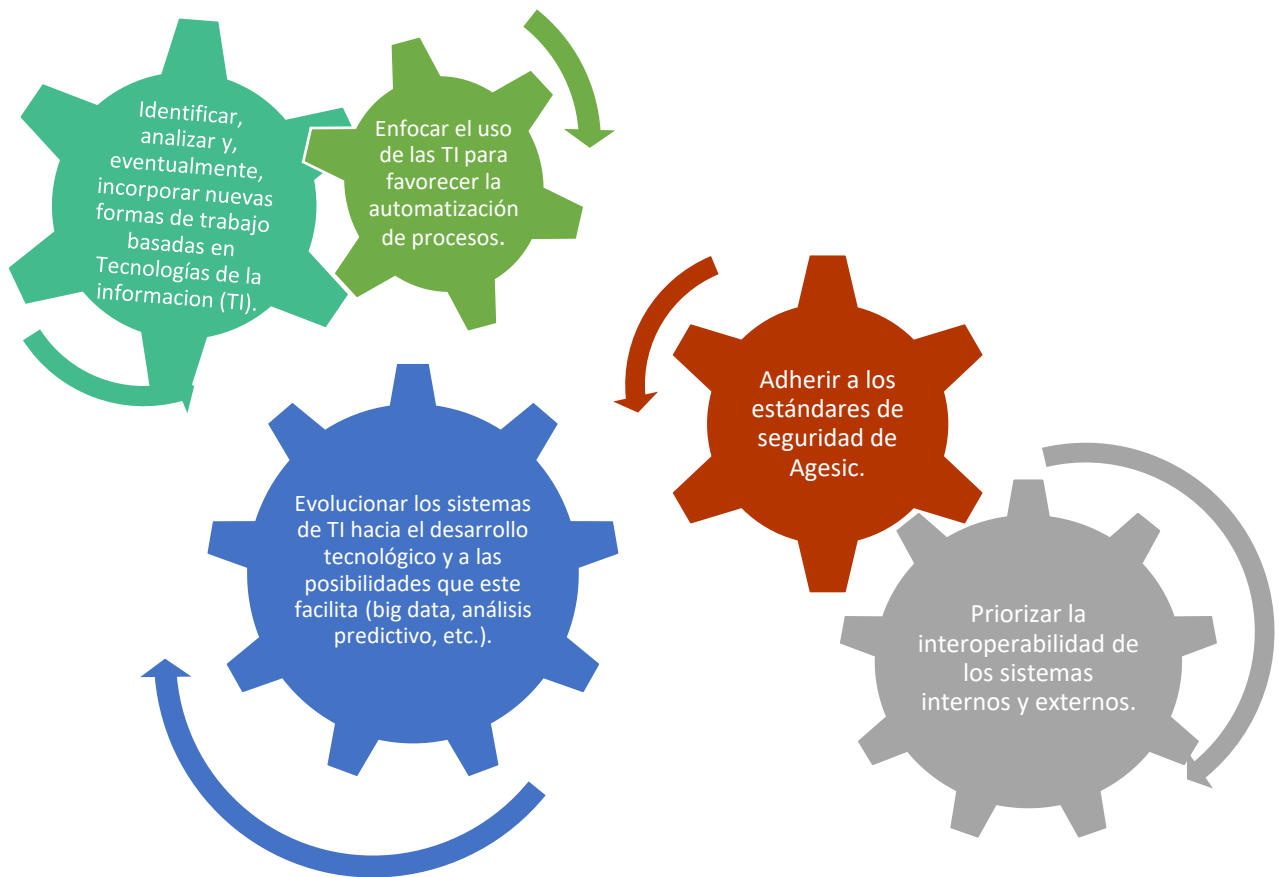 Identificar,
analizar y,
eventualmente,
incorporar nuevas
formas de trabajo
basadas en
Tecnologías de la
informacion (TI).
Enfocar el uso
de las TI para
favorecer la
automatización
de procesos.
Adherir a los
estándares de
seguridad de
Agesic.
Evolucionar los sistemas
de TI hacia el desarrollo
tecnológico y a las
posibilidades que este
facilita (big data, análisis
predictivo, etc.).
Priorizar la
interoperabilidad de
los sistemas
internos y externos.